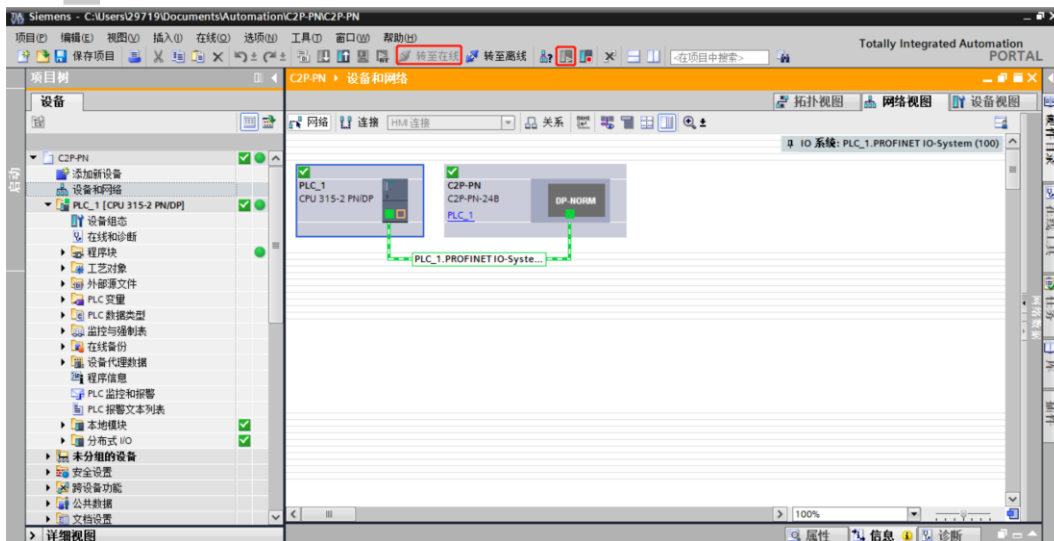 Siemens - C:\Users\29719\Documents\Automation\C2P-PN\C2P-PN
项目(P) 编辑(E) 视图(V) 插入(I) 在线(O) 选项(N) 工具(T) 窗口(W) 帮助(H)
Totally Integrated Automation
PORTAL
保存项目 转至在线 转至离线 <在项目中搜索>
项目树
C2P-PN 设备和网络
设备
拓扑视图 网络视图 设备视图
网络 连接 HMI 连接 关系
IO 系统: PLC_1.PROFINET IO-System (100)
启动
C2P-PN
添加新设备
设备和网络
PLC_1 [CPU 315-2 PN/DP]
设备组态
在线和诊断
程序块
工艺对象
外部源文件
PLC 变量
PLC 数据类型
监控与强制表
在线备份
设备代理数据
程序信息
PLC 监控和报警
PLC 报警文本列表
本地模块
分布式 I/O
未分组的设备
安全设置
跨设备功能
公共数据
文档设置
详细视图
PLC_1
CPU 315-2 PN/DP
C2P-PN
C2P-PN-24B
PLC_1
DP-NORM
PLC_1.PROFINET IO-Syste...
100%
属性 信息 诊断